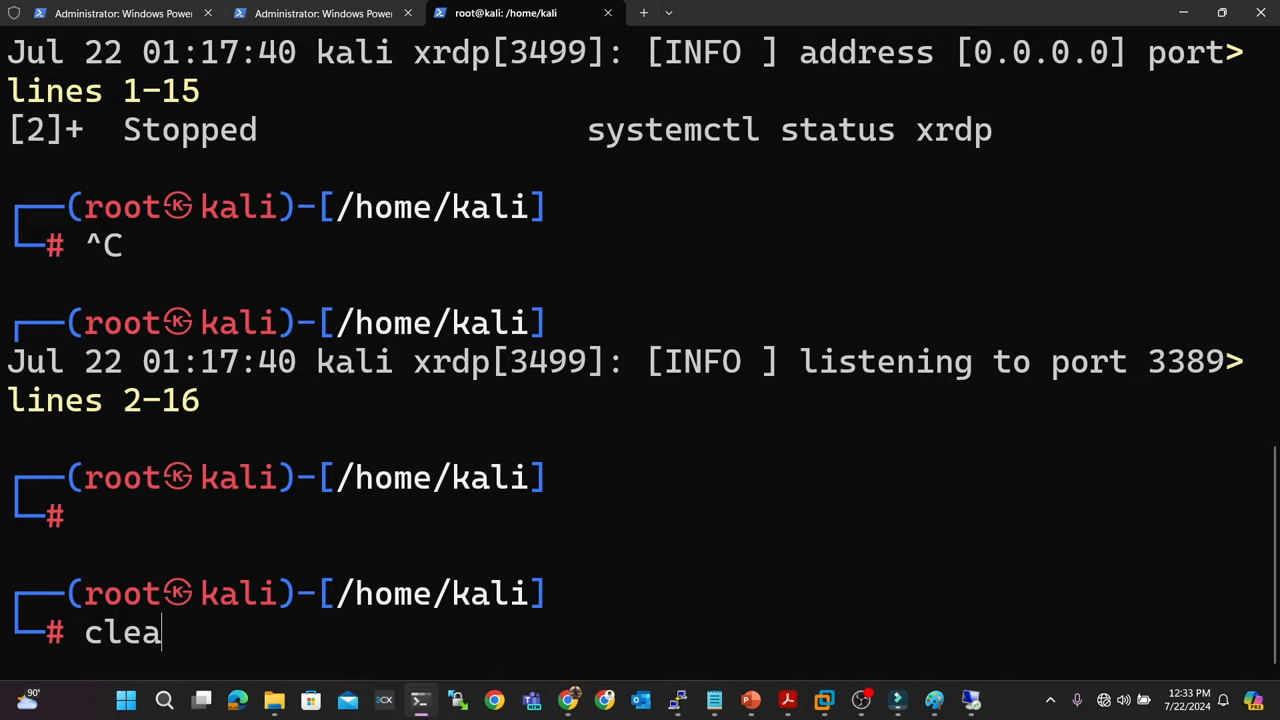 Administrator: Windows Power
Administrator: Windows Power
root@kali: /home/kali
Jul 22 01:17:40 kali xrdp[3499]: [INFO ] address [0.0.0.0] port>
lines 1-15
[2]+  Stopped                 systemctl status xrdp
┌──(root㉿kali)-[/home/kali]
└─# ^C
┌──(root㉿kali)-[/home/kali]
Jul 22 01:17:40 kali xrdp[3499]: [INFO ] listening to port 3389>
lines 2-16
┌──(root㉿kali)-[/home/kali]
└─#
┌──(root㉿kali)-[/home/kali]
└─# clea
90°
12:33 PM
7/22/2024